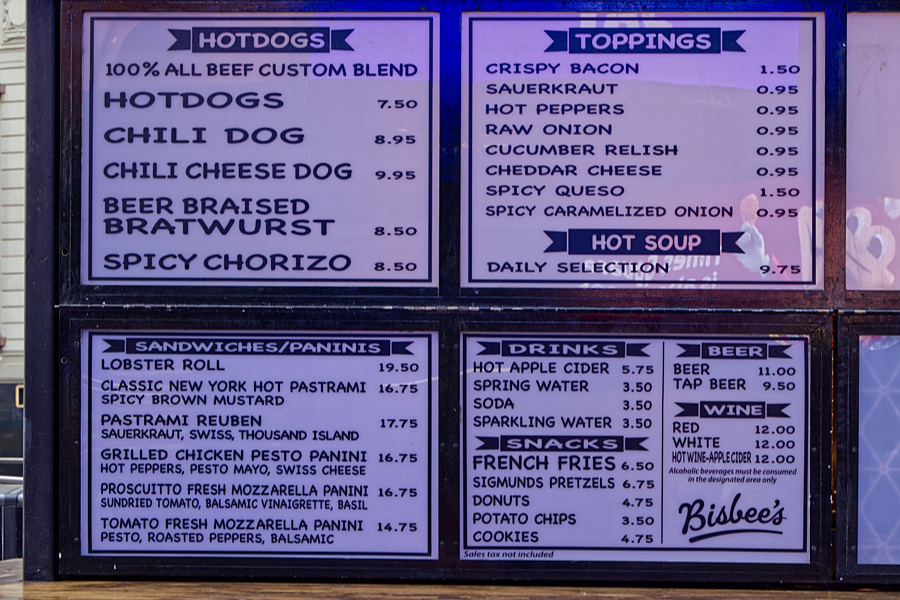 HOTDOGS
100% ALL BEEF CUSTOM BLEND
HOTDOGS 7.50
CHILI DOG 8.95
CHILI CHEESE DOG 9.95
BEER BRAISED
BRATWURST 8.50
SPICY CHORIZO 8.50
TOPPINGS
CRISPY BACON 1.50
SAUERKRAUT 0.95
HOT PEPPERS 0.95
RAW ONION 0.95
CUCUMBER RELISH 0.95
CHEDDAR CHEESE 0.95
SPICY QUESO 1.50
SPICY CARAMELIZED ONION 0.95
HOT SOUP
DAILY SELECTION 9.75
SANDWICHES/PANINIS
LOBSTER ROLL 19.50
CLASSIC NEW YORK HOT PASTRAMI 16.75
SPICY BROWN MUSTARD
PASTRAMI REUBEN 17.75
SAUERKRAUT, SWISS, THOUSAND ISLAND
GRILLED CHICKEN PESTO PANINI 16.75
HOT PEPPERS, PESTO MAYO, SWISS CHEESE
PROSCUITTO FRESH MOZZARELLA PANINI 16.75
SUNDRIED TOMATO, BALSAMIC VINAIGRETTE, BASIL
TOMATO FRESH MOZZARELLA PANINI 14.75
PESTO, ROASTED PEPPERS, BALSAMIC
DRINKS
HOT APPLE CIDER 5.75
SPRING WATER 3.50
SODA 3.50
SPARKLING WATER 3.50
SNACKS
FRENCH FRIES 6.50
SIGMUNDS PRETZELS 6.75
DONUTS 4.75
POTATO CHIPS 3.50
COOKIES 4.75
BEER
BEER 11.00
TAP BEER 9.50
WINE
RED 12.00
WHITE 12.00
HOT WINE-APPLE CIDER 12.00
Alcoholic beverages must be consumed
in the designated area only
Bisbee's
Sales tax not included